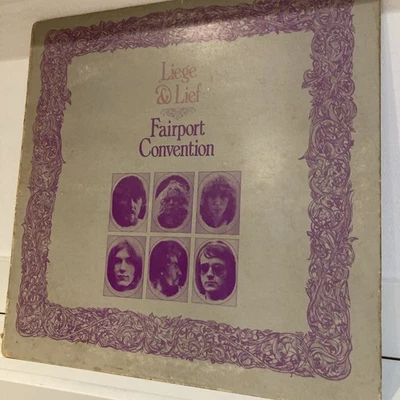 Liege
& Lief
Fairport
Convention